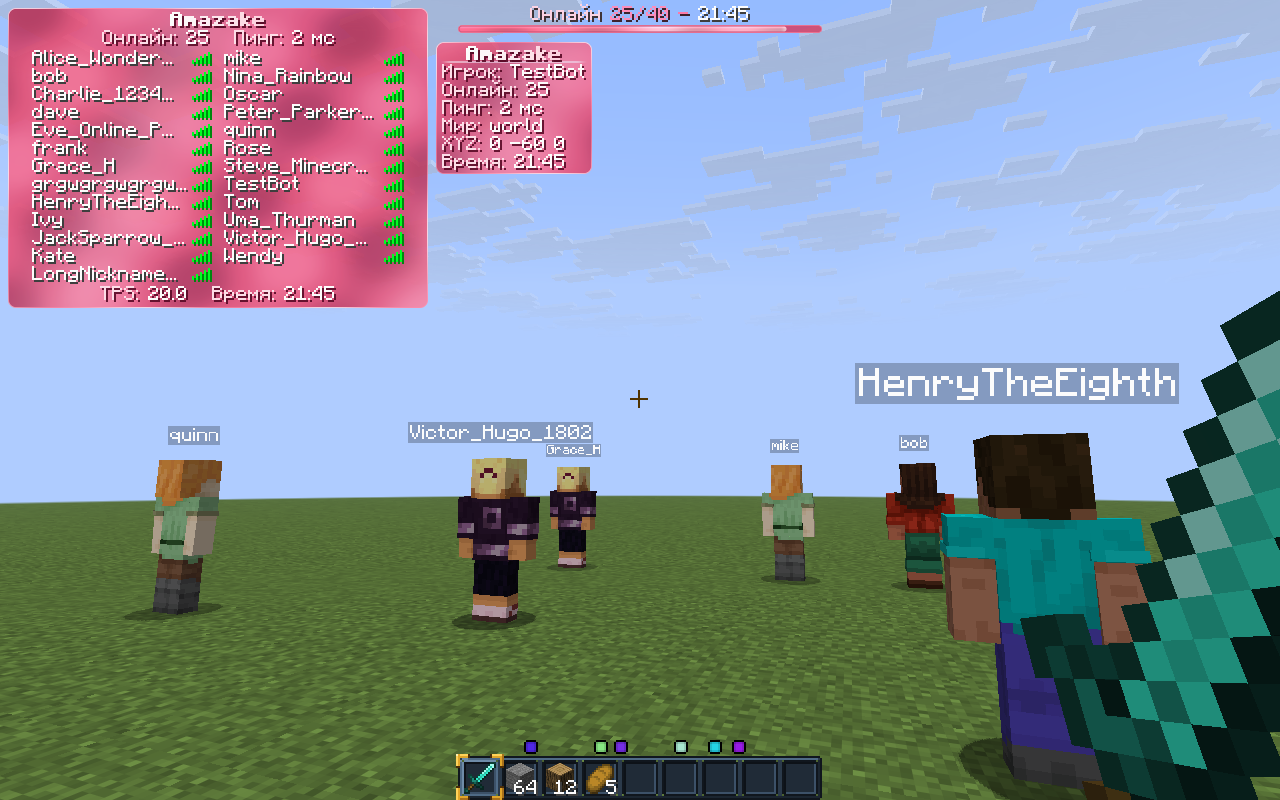 Онлайн 25/40 - 21:45
Amazake
Онлайн: 25 Пинг: 2 мс
Alice_Wonder... mike
bob Nina_Rainbow
Charlie_1234... Oscar
dave Peter_Parker...
Eve_Online_P... quinn
frank Rose
Grace_H Steve_Minecr...
grgwgrgwgrgw... TestBot
HenryTheEigh... Tom
Ivy Uma_Thurman
JackSparrow_... Victor_Hugo_...
Kate Wendy
LongNickname...
TPS: 20.0 Время: 21:45
Amazake
Игрок: TestBot
Онлайн: 25
Пинг: 2 мс
Мир: world
XYZ: 0 -60 0
Время: 21:45
HenryTheEighth
quinn
Victor_Hugo_1802
Grace_H
mike
bob
64 12 5